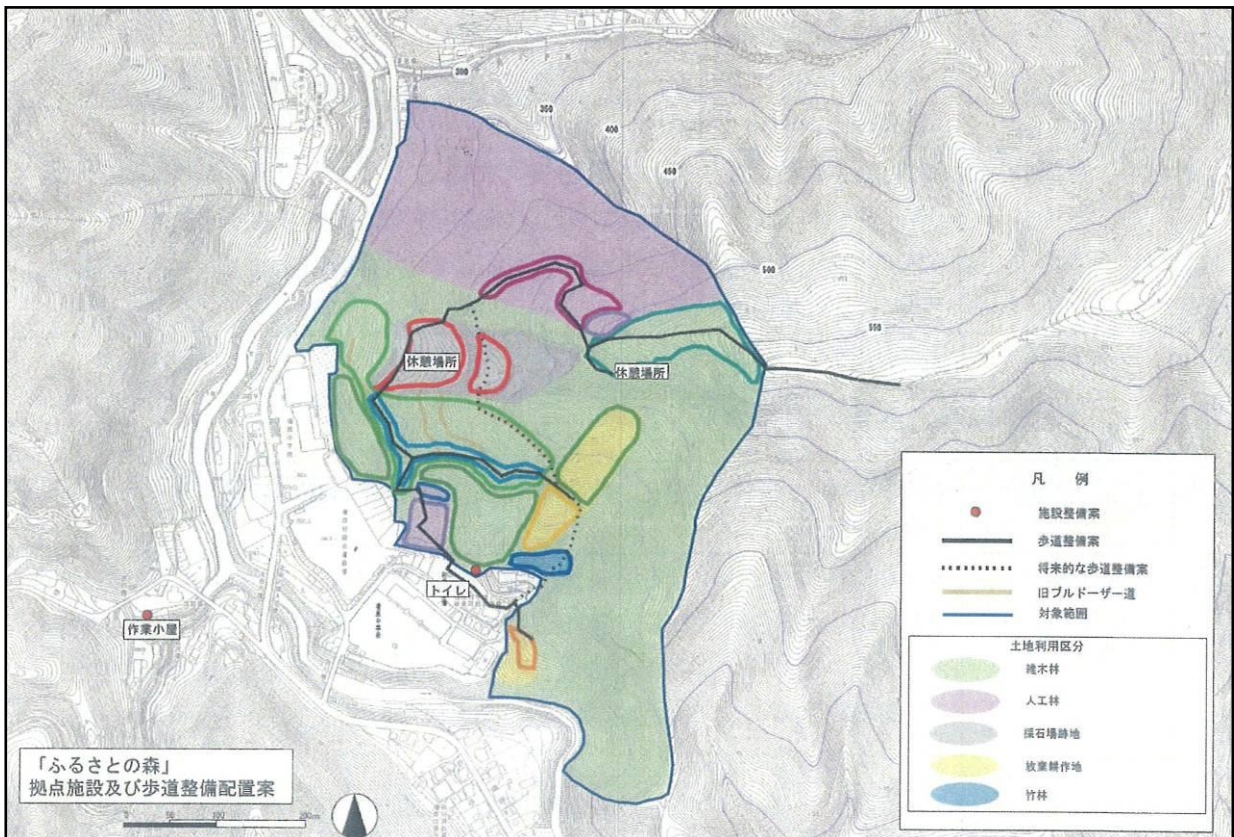 300
350
400
450
500
550
休憩場所
休憩場所
トイレ
作業小屋
凡 例
施設整備案
歩道整備案
将来的な歩道整備案
旧ブルドーザー道
対象範囲
土地利用区分
雑木林
人工林
採石場跡地
放棄耕作地
竹林
「ふるさとの森」
拠点施設及び歩道整備配置案
0 50 100 200m